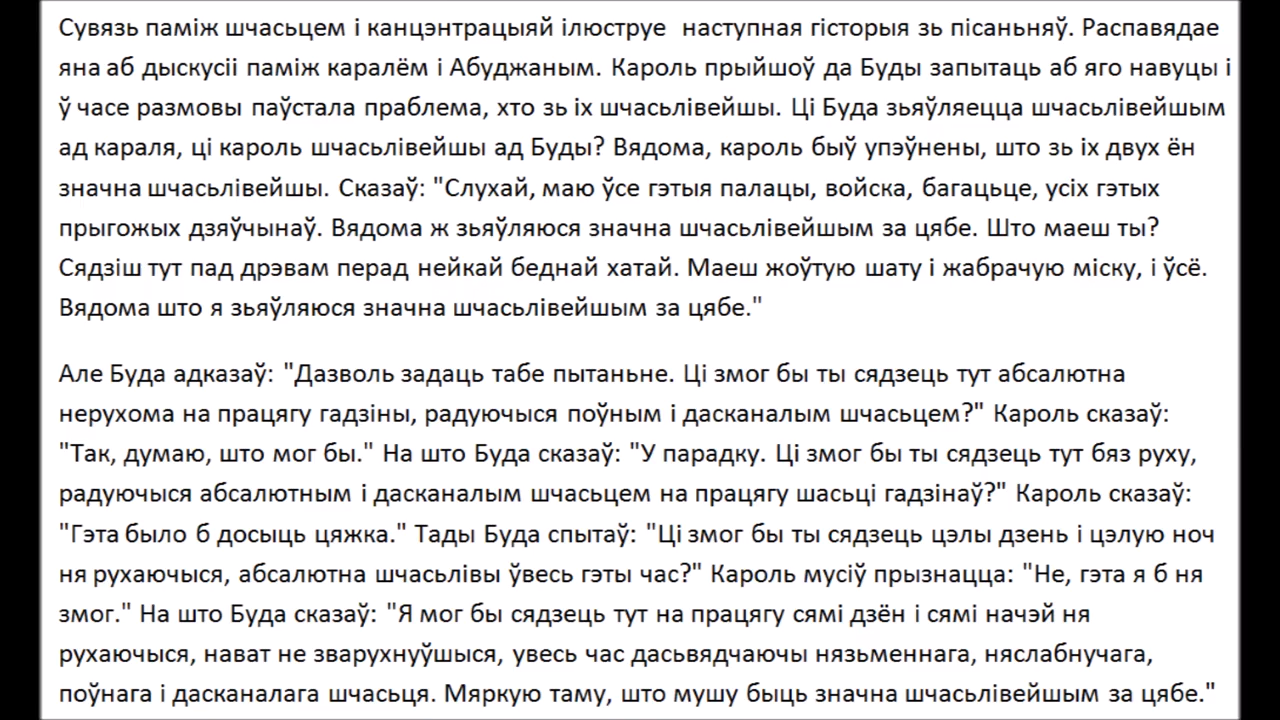 Сувязь паміж шчасьцем і канцэнтрацыяй ілюструе  наступная гісторыя зь пісаньняў. Распавядае
яна аб дыскусіі паміж каралём і Абуджаным. Кароль прыйшоў да Буды запытаць аб яго навуцы і
ў часе размовы паўстала праблема, хто зь іх шчасьлівейшы. Ці Буда зьяўляецца шчасьлівейшым
ад караля, ці кароль шчасьлівейшы ад Буды? Вядома, кароль быў упэўнены, што зь іх двух ён
значна шчасьлівейшы. Сказаў: "Слухай, маю ўсе гэтыя палацы, войска, багацьце, усіх гэтых
прыгожых дзяўчынаў. Вядома ж зьяўляюся значна шчасьлівейшым за цябе. Што маеш ты?
Сядзіш тут пад дрэвам перад нейкай беднай хатай. Маеш жоўтую шату і жабрачую міску, і ўсё.
Вядома што я зьяўляюся значна шчасьлівейшым за цябе."
Але Буда адказаў: "Дазволь задаць табе пытаньне. Ці змог бы ты сядзець тут абсалютна
нерухома на працягу гадзіны, радуючыся поўным і дасканалым шчасьцем?" Кароль сказаў:
"Так, думаю, што мог бы." На што Буда сказаў: "У парадку. Ці змог бы ты сядзець тут бяз руху,
радуючыся абсалютным і дасканалым шчасьцем на працягу шасьці гадзінаў?" Кароль сказаў:
"Гэта было б досыць цяжка." Тады Буда спытаў: "Ці змог бы ты сядзець цэлы дзень і цэлую ноч
ня рухаючыся, абсалютна шчасьлівы ўвесь гэты час?" Кароль мусіў прызнацца: "Не, гэта я б ня
змог." На што Буда сказаў: "Я мог бы сядзець тут на працягу сямі дзён і сямі начэй ня
рухаючыся, нават не зварухнуўшыся, увесь час дасьвядчаючы нязьменнага, няслабнучага,
поўнага і дасканалага шчасьця. Мяркую таму, што мушу быць значна шчасьлівейшым за цябе."